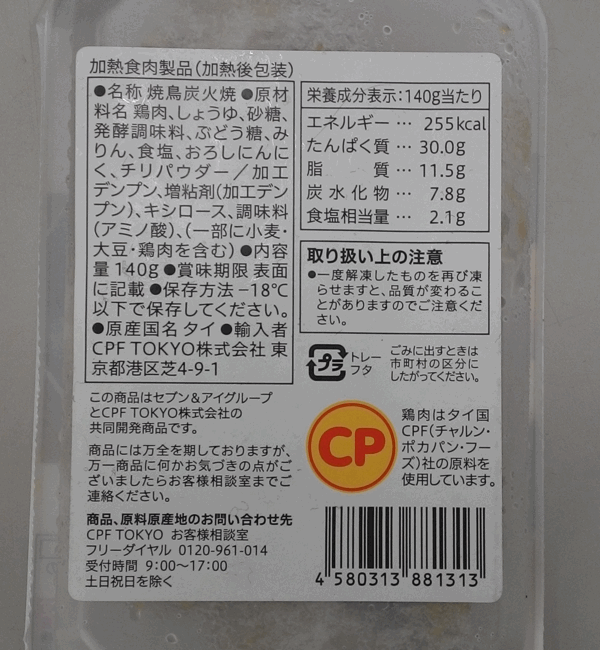 加熱食肉製品(加熱後包装)
●名称 焼鳥炭火焼 ●原材
料名 鶏肉、しょうゆ、砂糖、
発酵調味料、ぶどう糖、み
りん、食塩、おろしにんに
く、チリパウダー／加工
デンプン、増粘剤(加工デン
プン)、キシロース、調味料
(アミノ酸)、(一部に小麦・
大豆・鶏肉を含む) ●内容
量 140g ●賞味期限 表面
に記載 ●保存方法 −18℃
以下で保存してください。
●原産国名 タイ ●輸入者
CPF TOKYO株式会社 東
京都港区芝4-9-1
栄養成分表示:140g当たり
エネルギー … 255kcal
たんぱく質 … 30.0g
脂 質 … 11.5g
炭水化物 … 7.8g
食塩相当量 … 2.1g
取り扱い上の注意
●一度解凍したものを再び凍
らせますと、品質が変わるこ
とがありますのでご注意くだ
さい。
プラ
トレー
フタ
ごみに出すときは
市町村の区分に
したがってください。
この商品はセブン＆アイグループ
とCPF TOKYO株式会社の
共同開発商品です。
商品には万全を期しておりますが、
万一商品に何かお気づきの点がご
ざいましたらお客様相談室までご
連絡ください。
CP
鶏肉はタイ国
CPF(チャルン・
ポカパン・フー
ズ)社の原料を
使用しています。
商品、原料原産地のお問い合わせ先
CPF TOKYO お客様相談室
フリーダイヤル 0120-961-014
受付時間 9:00〜17:00
土日祝日を除く
4 580313 881313